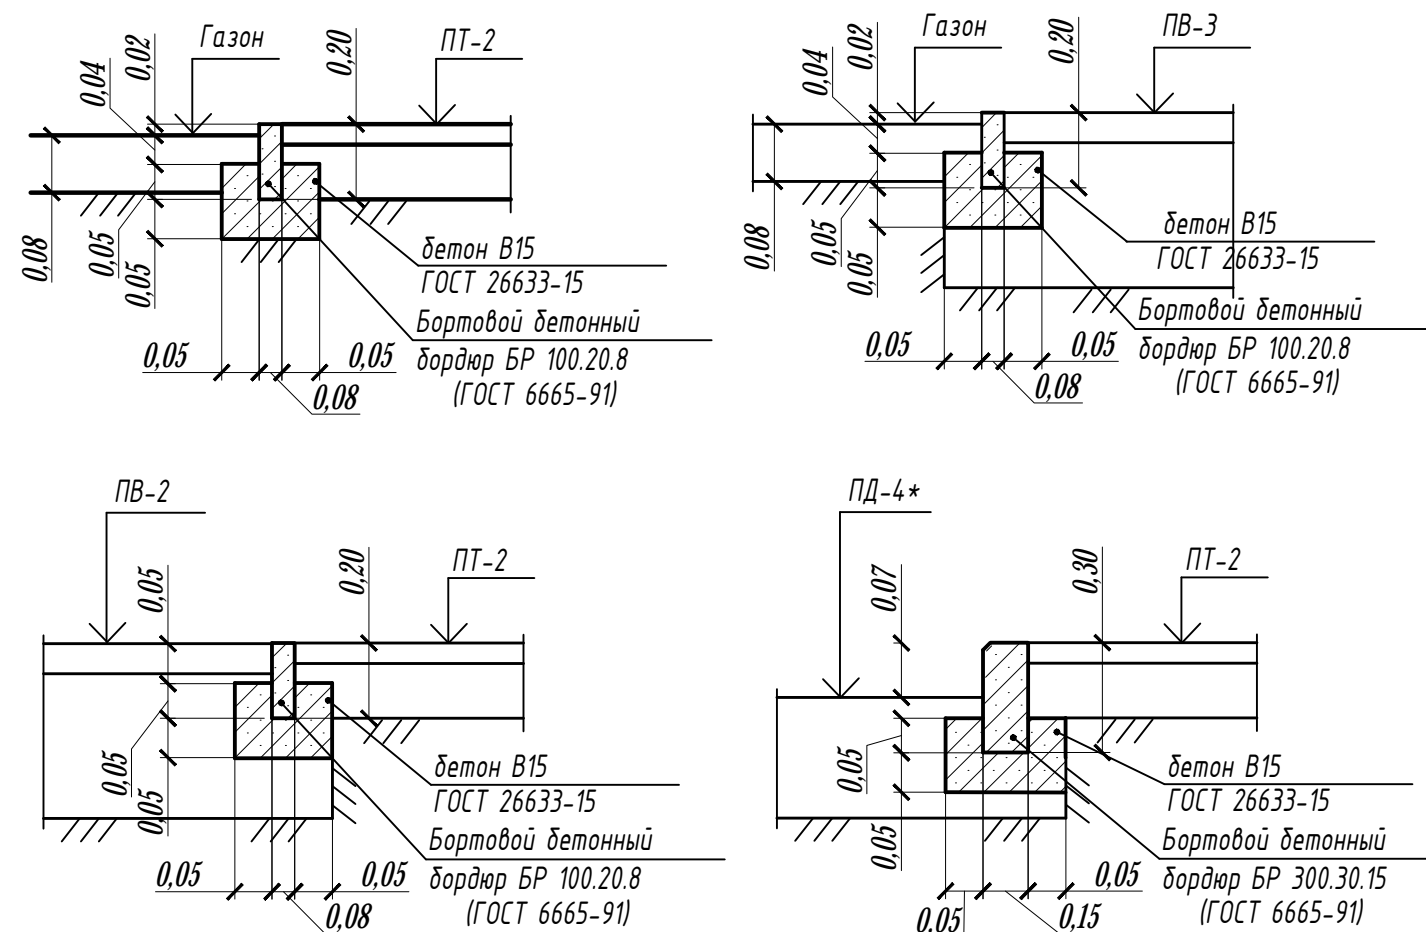 Газон
ПТ-2
0,02
0,04
0,20
0,08
0,05
0,05
бетон В15
ГОСТ 26633-15
Бортовой бетонный
бордюр БР 100.20.8
(ГОСТ 6665-91)
0,05
0,05
0,08
Газон
ПВ-3
0,02
0,04
0,20
0,08
0,05
0,05
бетон В15
ГОСТ 26633-15
Бортовой бетонный
бордюр БР 100.20.8
(ГОСТ 6665-91)
0,05
0,05
0,08
ПВ-2
ПТ-2
0,05
0,20
0,05
0,05
бетон В15
ГОСТ 26633-15
Бортовой бетонный
бордюр БР 100.20.8
(ГОСТ 6665-91)
0,05
0,05
0,08
ПД-4*
ПТ-2
0,07
0,30
0,05
0,05
бетон В15
ГОСТ 26633-15
Бортовой бетонный
бордюр БР 300.30.15
(ГОСТ 6665-91)
0,05
0,05
0,15